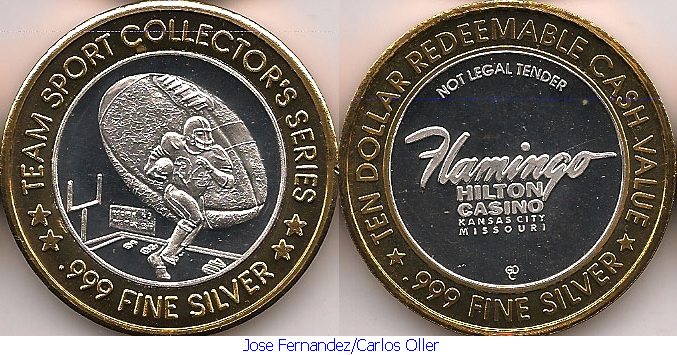 ★★ TEAM SPORT COLLECTOR'S SERIES ★★
.999 FINE SILVER
★ TEN DOLLAR REDEEMABLE CASH VALUE ★
NOT LEGAL TENDER
Flamingo
HILTON
CASINO
KANSAS CITY
MISSOURI
.999 FINE SILVER
Jose Fernandez/Carlos Oller